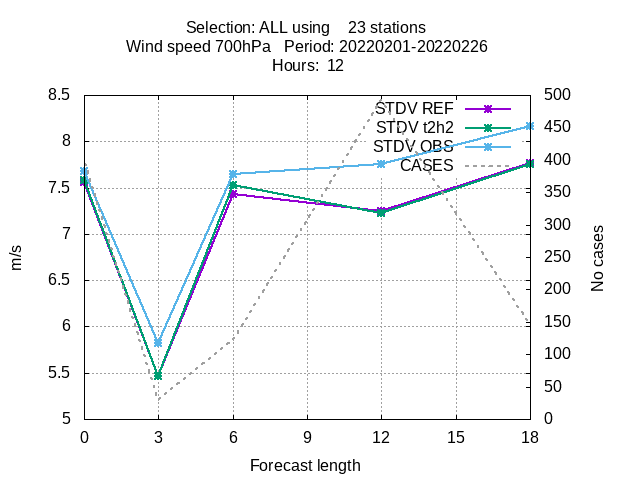 Selection: ALL using    23 stations
Wind speed 700hPa   Period: 20220201-20220226
Hours:  12
8.5
8
7.5
7
6.5
6
5.5
5
500
450
400
350
300
250
200
150
100
50
0
STDV REF
STDV t2h2
STDV OBS
CASES
m/s
No cases
0 3 6 9 12 15 18
Forecast length